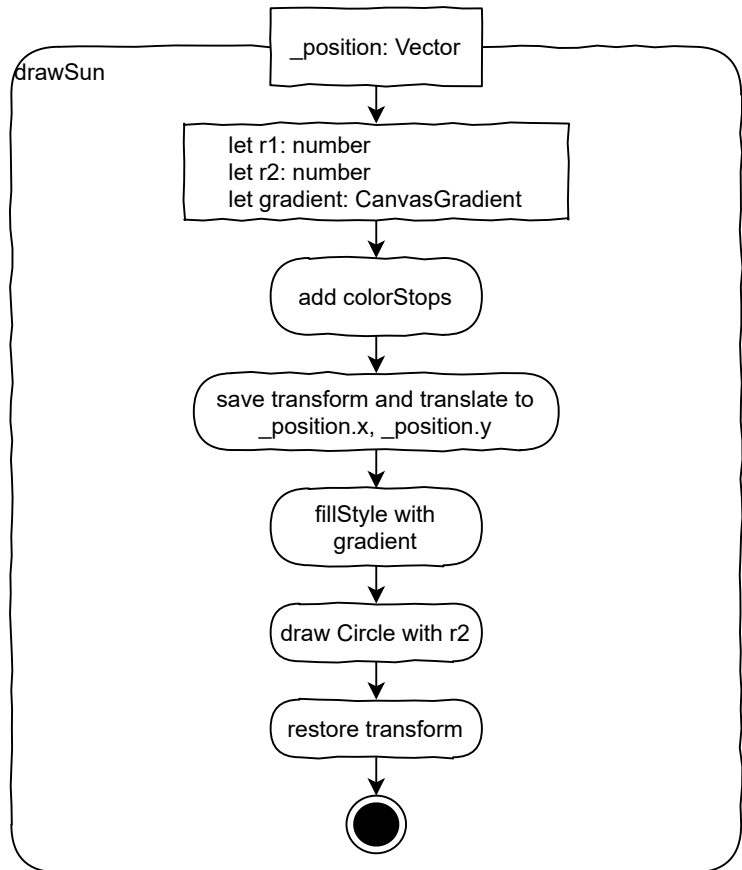 _position: Vector
drawSun
let r1: number
let r2: number
let gradient: CanvasGradient
add colorStops
save transform and translate to
_position.x, _position.y
fillStyle with
gradient
draw Circle with r2
restore transform